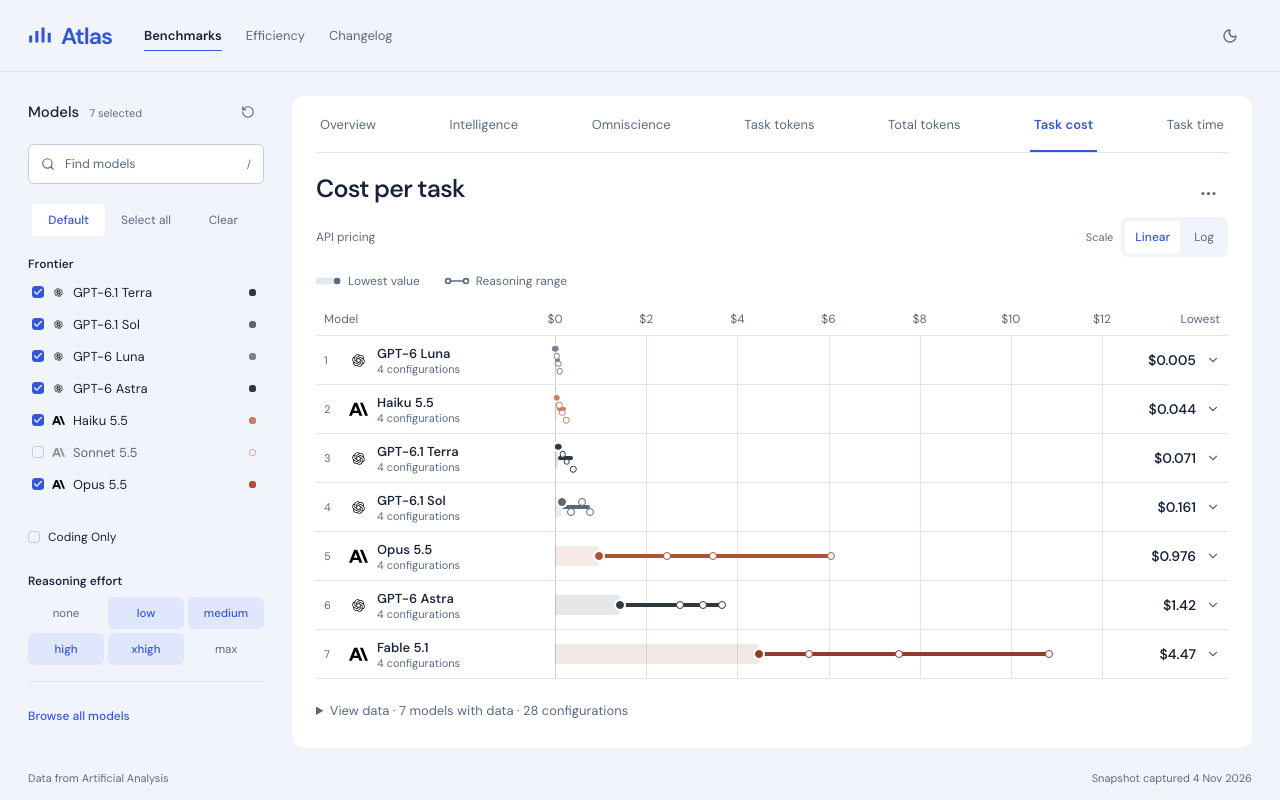 Atlas
Benchmarks
Efficiency
Changelog
Models
7 selected
Find models
/
Default
Select all
Clear
Frontier
GPT-6.1 Terra
GPT-6.1 Sol
GPT-6 Luna
GPT-6 Astra
Haiku 5.5
Sonnet 5.5
Opus 5.5
Coding Only
Reasoning effort
none
low
medium
high
xhigh
max
Browse all models
Overview
Intelligence
Omniscience
Task tokens
Total tokens
Task cost
Task time
Cost per task
API pricing
Scale
Linear
Log
Lowest value
Reasoning range
Model
$0
$2
$4
$6
$8
$10
$12
Lowest
1
GPT-6 Luna
4 configurations
$0.005
2
Haiku 5.5
4 configurations
$0.044
3
GPT-6.1 Terra
4 configurations
$0.071
4
GPT-6.1 Sol
4 configurations
$0.161
5
Opus 5.5
4 configurations
$0.976
6
GPT-6 Astra
4 configurations
$1.42
7
Fable 5.1
4 configurations
$4.47
View data · 7 models with data · 28 configurations
Data from Artificial Analysis
Snapshot captured 4 Nov 2026